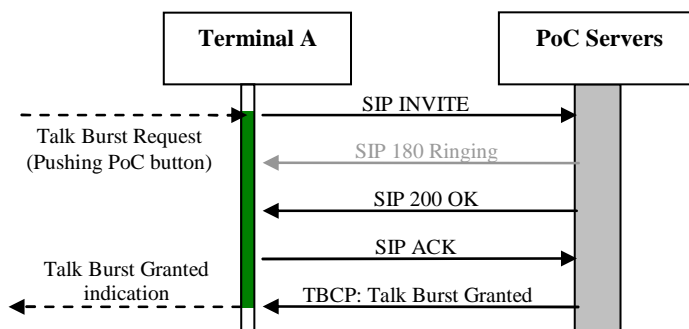 Terminal A
PoC Servers
SIP INVITE
Talk Burst Request
(Pushing PoC button)
SIP 180 Ringing
SIP 200 OK
SIP ACK
Talk Burst Granted
indication
TBCP: Talk Burst Granted